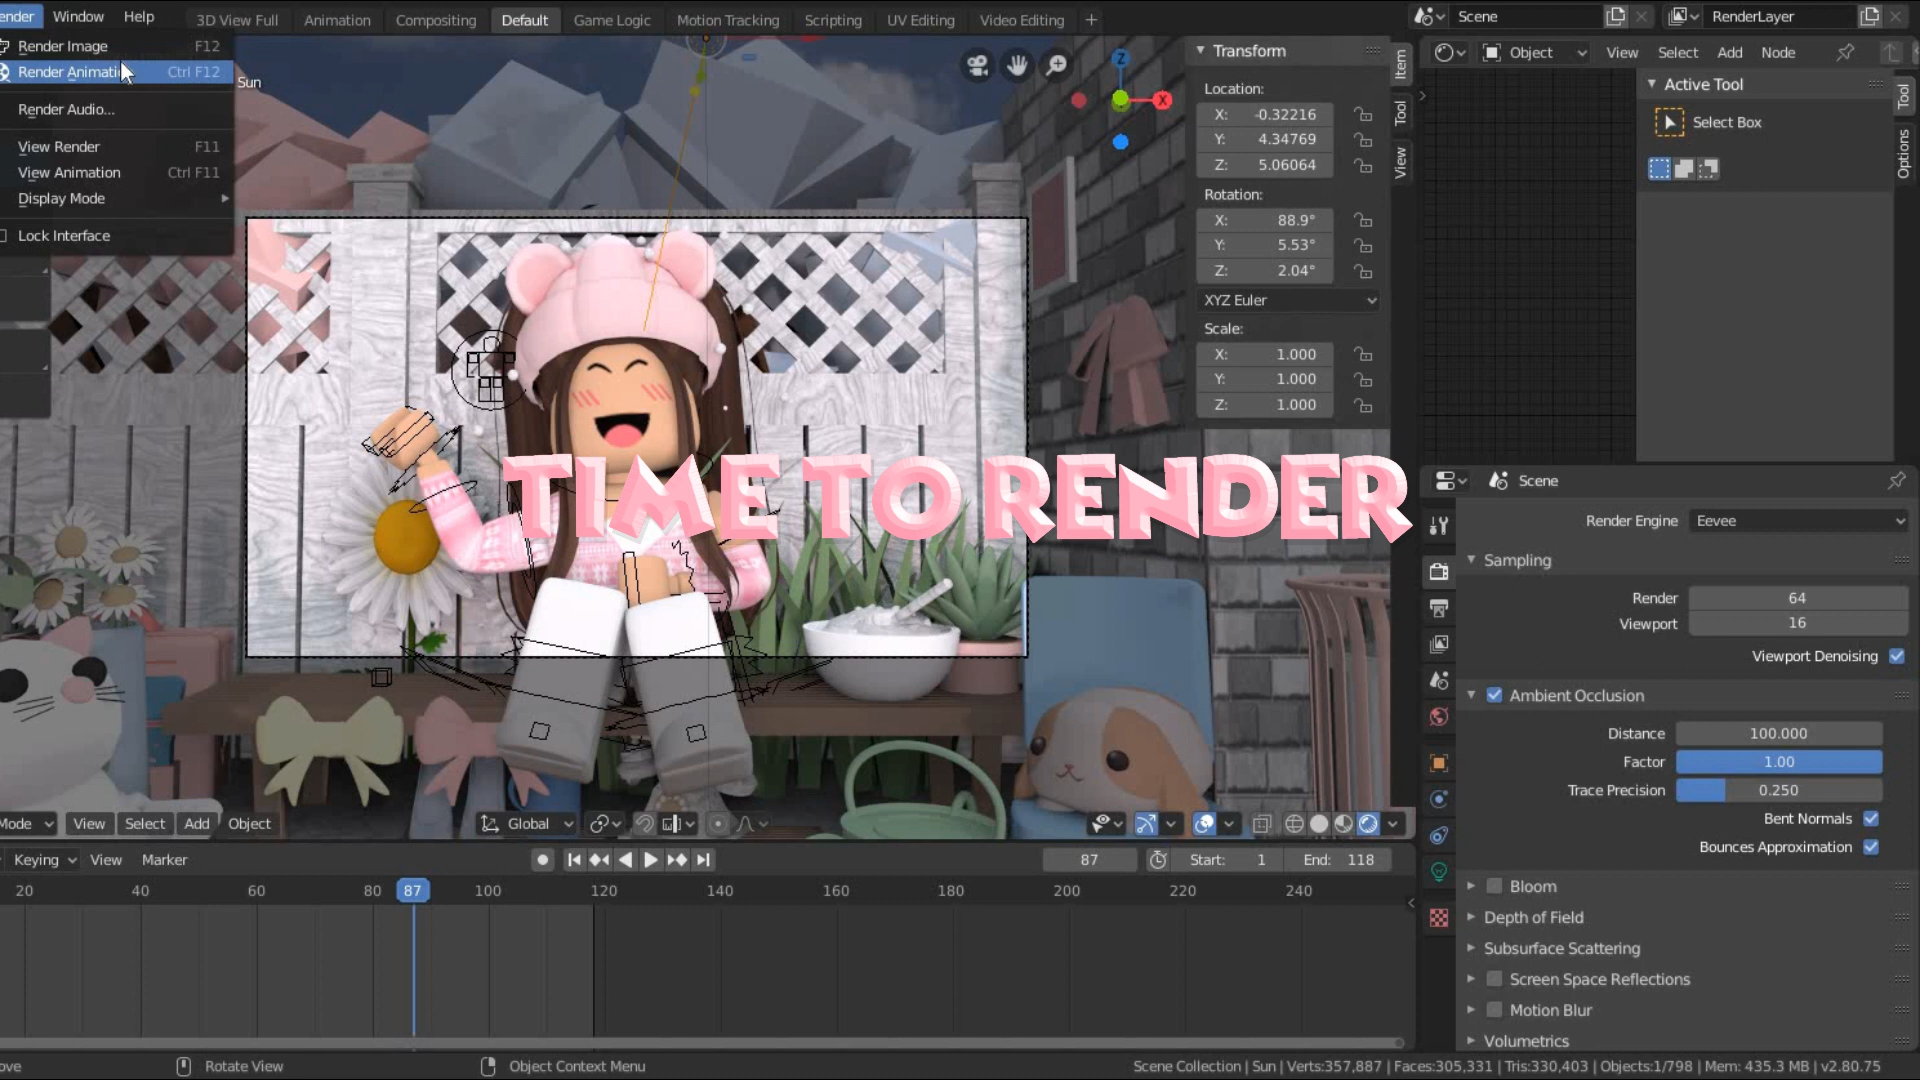 ender Window Help 3D View Full Animation Compositing Default Game Logic Motion Tracking Scripting UV Editing Video Editing + Scene RenderLayer
Render Image F12
Render Animati Ctrl F12
Render Audio...
View Render F11
View Animation Ctrl F11
Display Mode
Lock Interface
Sun
Z
X
Transform
Location:
X: -0.32216
Y: 4.34769
Z: 5.06064
Rotation:
X: 88.9°
Y: 5.53°
Z: 2.04°
XYZ Euler
Scale:
X: 1.000
Y: 1.000
Z: 1.000
Item
Tool
View
Object View Select Add Node
Active Tool
Select Box
Tool
Options
TIME TO RENDER
Scene
Render Engine Eevee
Sampling
Render 64
Viewport 16
Viewport Denoising
Ambient Occlusion
Distance 100.000
Factor 1.00
Trace Precision 0.250
Bent Normals
Bounces Approximation
Bloom
Depth of Field
Subsurface Scattering
Screen Space Reflections
Motion Blur
Volumetrics
Mode View Select Add Object Global
Keying View Marker 87 Start: 1 End: 118
20 40 60 80 87 100 120 140 160 180 200 220 240
ove Rotate View Object Context Menu Scene Collection | Sun | Verts:357,887 | Faces:305,331 | Tris:330,403 | Objects:1/798 | Mem: 435.3 MB | v2.80.75